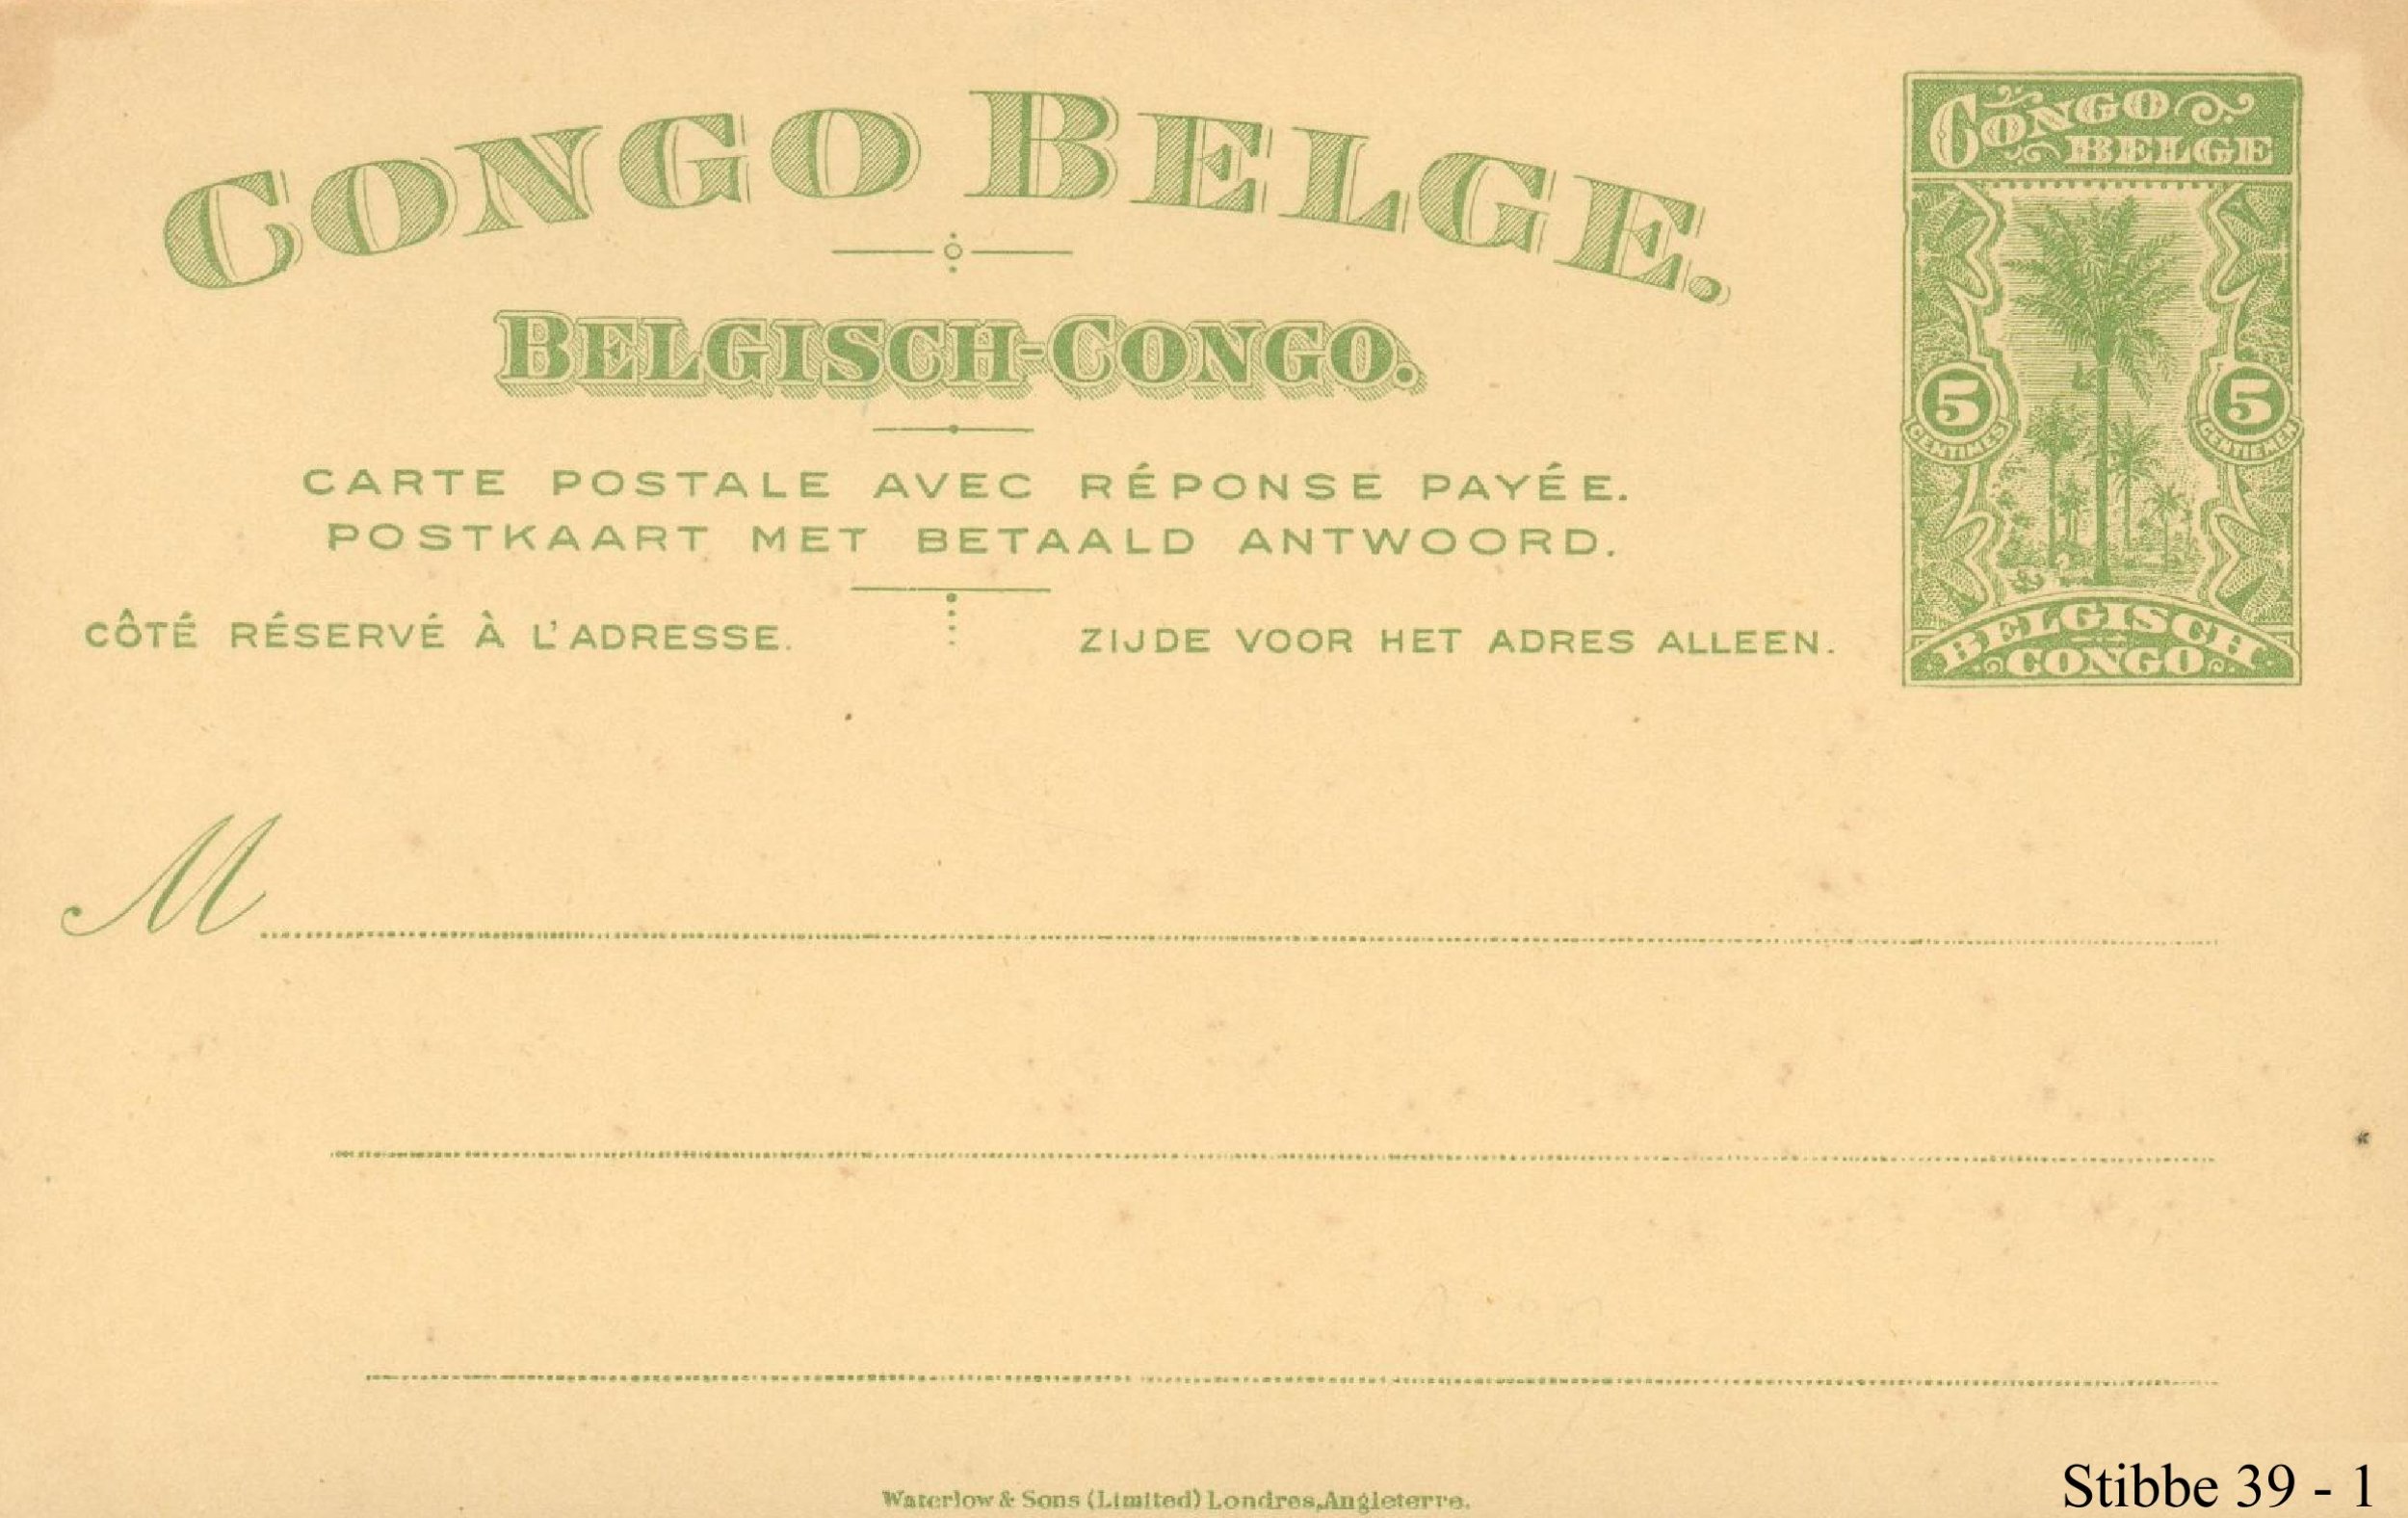 CONGO BELGE.
BELGISCH-CONGO.
CARTE POSTALE AVEC RÉPONSE PAYÉE.
POSTKAART MET BETAALD ANTWOORD.
CÔTÉ RÉSERVÉ À L'ADRESSE.
ZIJDE VOOR HET ADRES ALLEEN.
CONGO
BELGE
5
CENTIMES
5
CENTIEMEN
BELGISCH
CONGO
M
Waterlow & Sons (Limited) Londres, Angleterre.
Stibbe 39 - 1